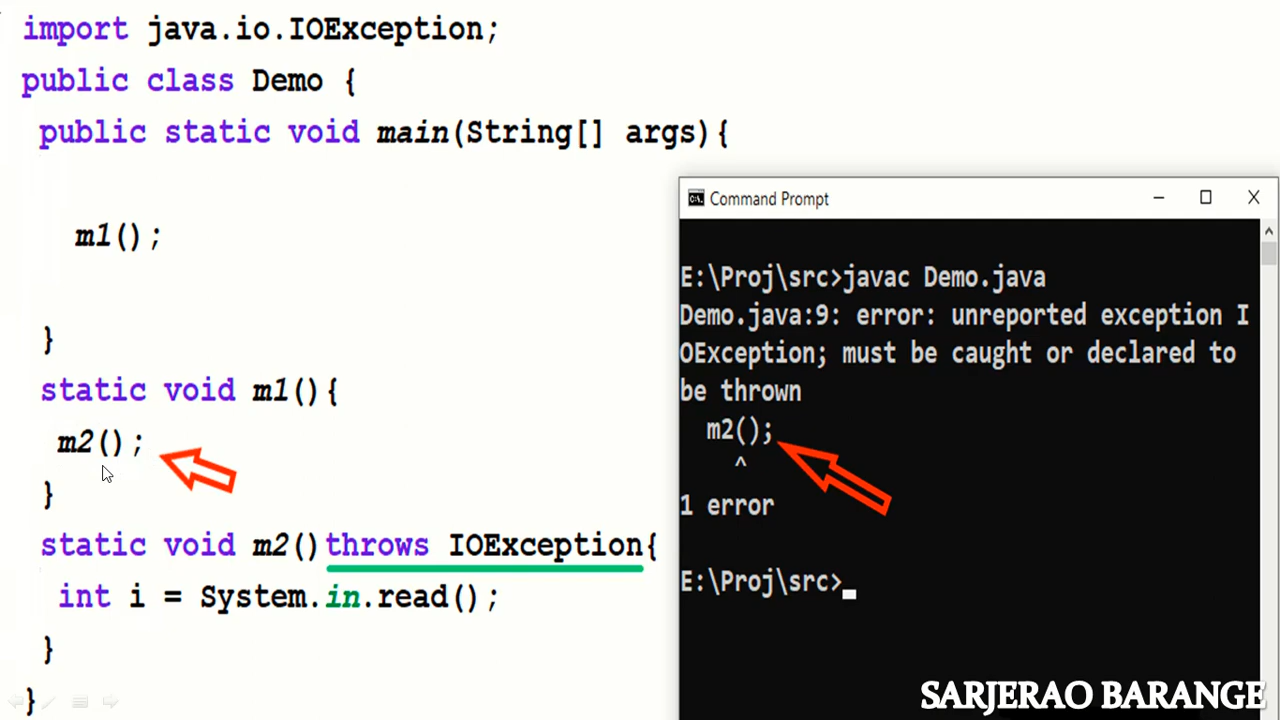 import java.io.IOException;
public class Demo {
public static void main(String[] args){
m1();
}
static void m1(){
m2();
}
static void m2()throws IOException{
int i = System.in.read();
}
}
Command Prompt
E:\Proj\src>javac Demo.java
Demo.java:9: error: unreported exception I
OException; must be caught or declared to
be thrown
m2();
^
1 error
E:\Proj\src>
SARJERAO BARANGE